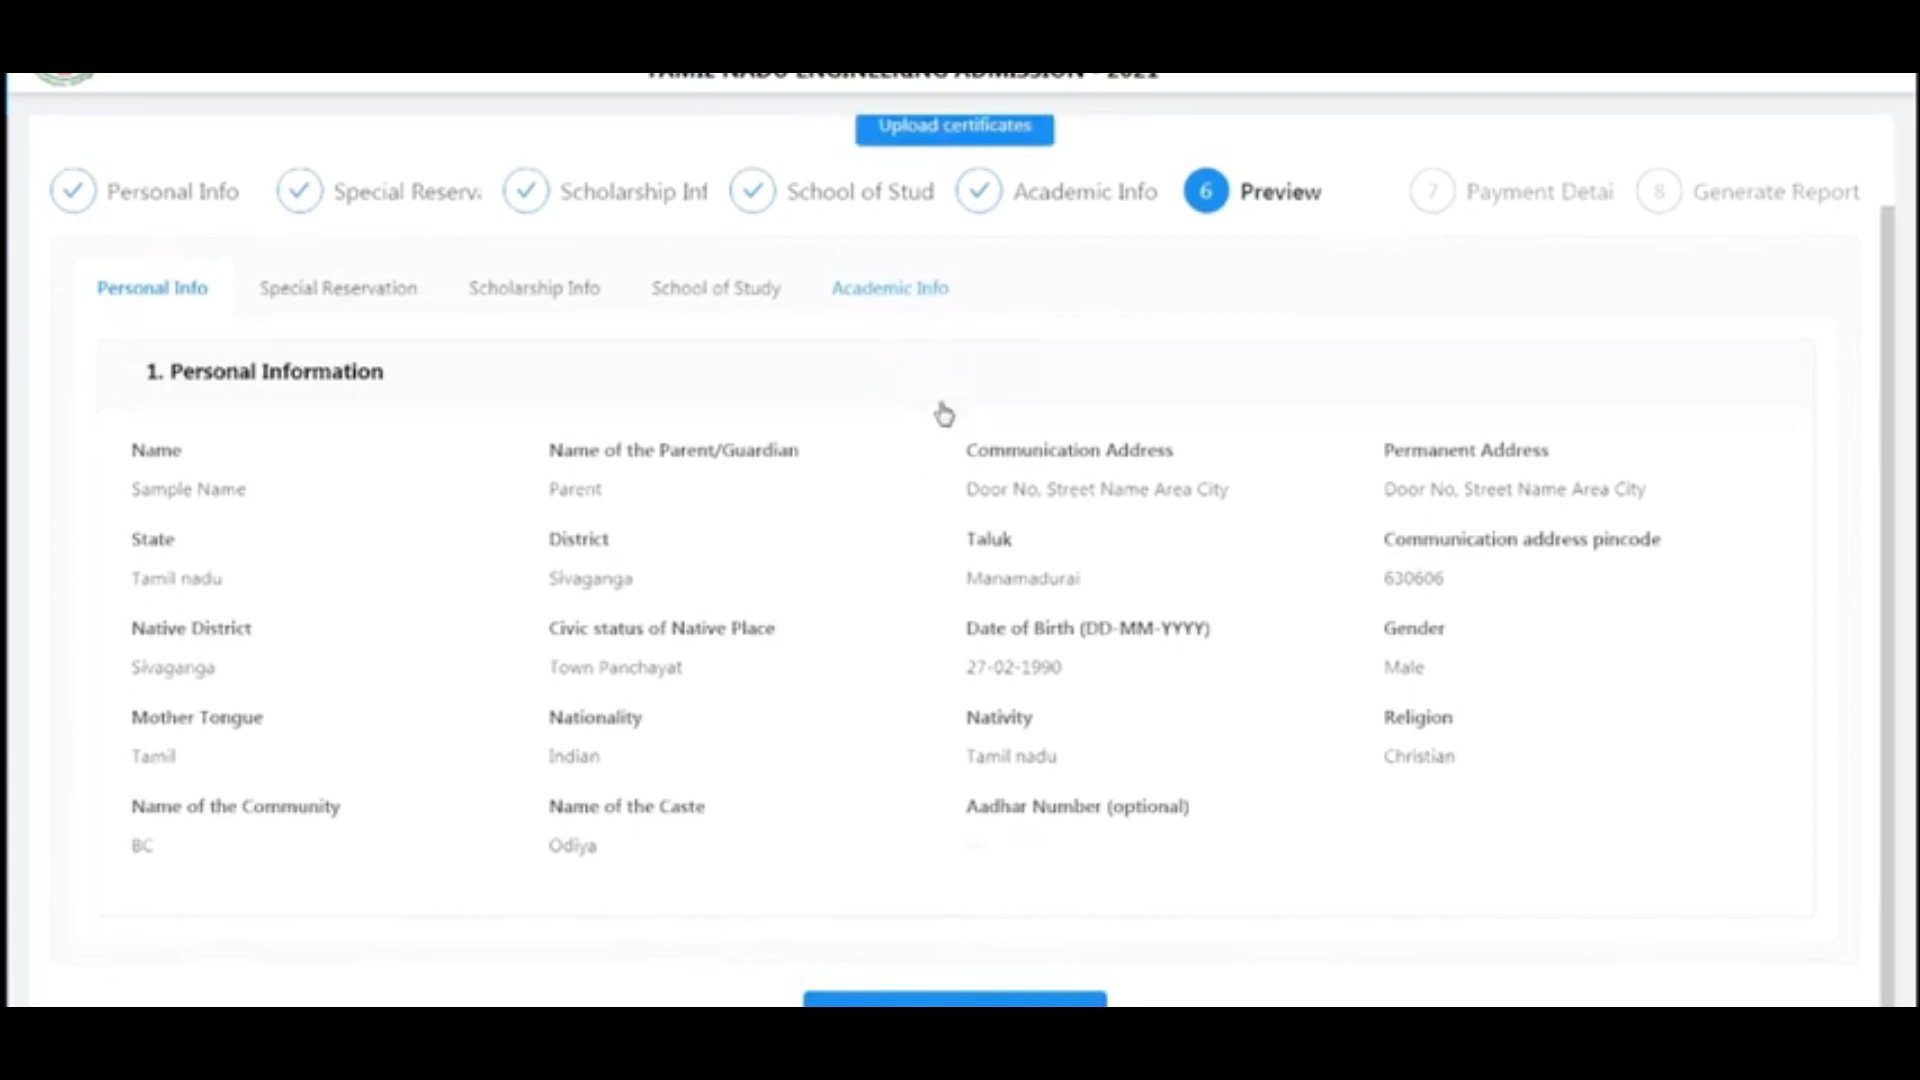 TAMIL NADU ENGINEERING ADMISSION - 2021
Upload certificates
Personal Info Special Reserv Scholarship Inf School of Stud Academic Info 6 Preview 7 Payment Detai 8 Generate Report
Personal Info Special Reservation Scholarship Info School of Study Academic Info
1. Personal Information
Name Name of the Parent/Guardian Communication Address Permanent Address
Sample Name Parent Door No, Street Name Area City Door No, Street Name Area City
State District Taluk Communication address pincode
Tamil nadu Sivaganga Manamadurai 630606
Native District Civic status of Native Place Date of Birth (DD-MM-YYYY) Gender
Sivaganga Town Panchayat 27-02-1990 Male
Mother Tongue Nationality Nativity Religion
Tamil Indian Tamil nadu Christian
Name of the Community Name of the Caste Aadhar Number (optional)
BC Odiya --